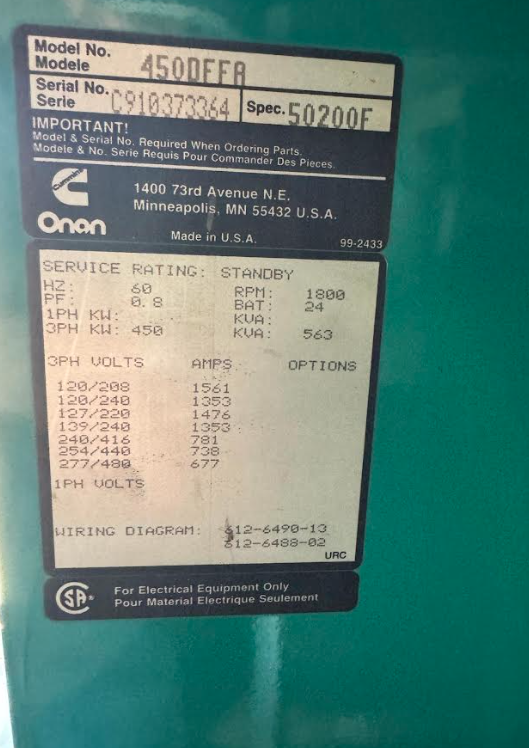 Model No.
Modele 450DFFA
Serial No.
Serie C910373364 Spec. 50200F
IMPORTANT!
Model & Serial No. Required When Ordering Parts.
Modele & No. Serie Requis Pour Commander Des Pieces.
Onan
1400 73rd Avenue N.E.
Minneapolis, MN 55432 U.S.A.
Made in U.S.A. 99-2433
SERVICE RATING: STANDBY
HZ: 60 RPM: 1800
PF: 0.8 BAT: 24
1PH KW: KVA:
3PH KW: 450 KVA: 563
3PH VOLTS AMPS OPTIONS
120/208 1561
120/240 1353
127/220 1476
139/240 1353
240/416 781
254/440 738
277/480 677
1PH VOLTS
WIRING DIAGRAM: 612-6490-13
612-6488-02
URC
SA®
For Electrical Equipment Only
Pour Material Electrique Seulement